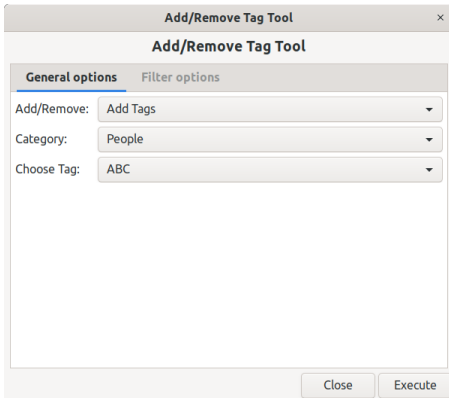 Add/Remove Tag Tool ×
Add/Remove Tag Tool
General options Filter options
Add/Remove: Add Tags
Category: People
Choose Tag: ABC
Close Execute